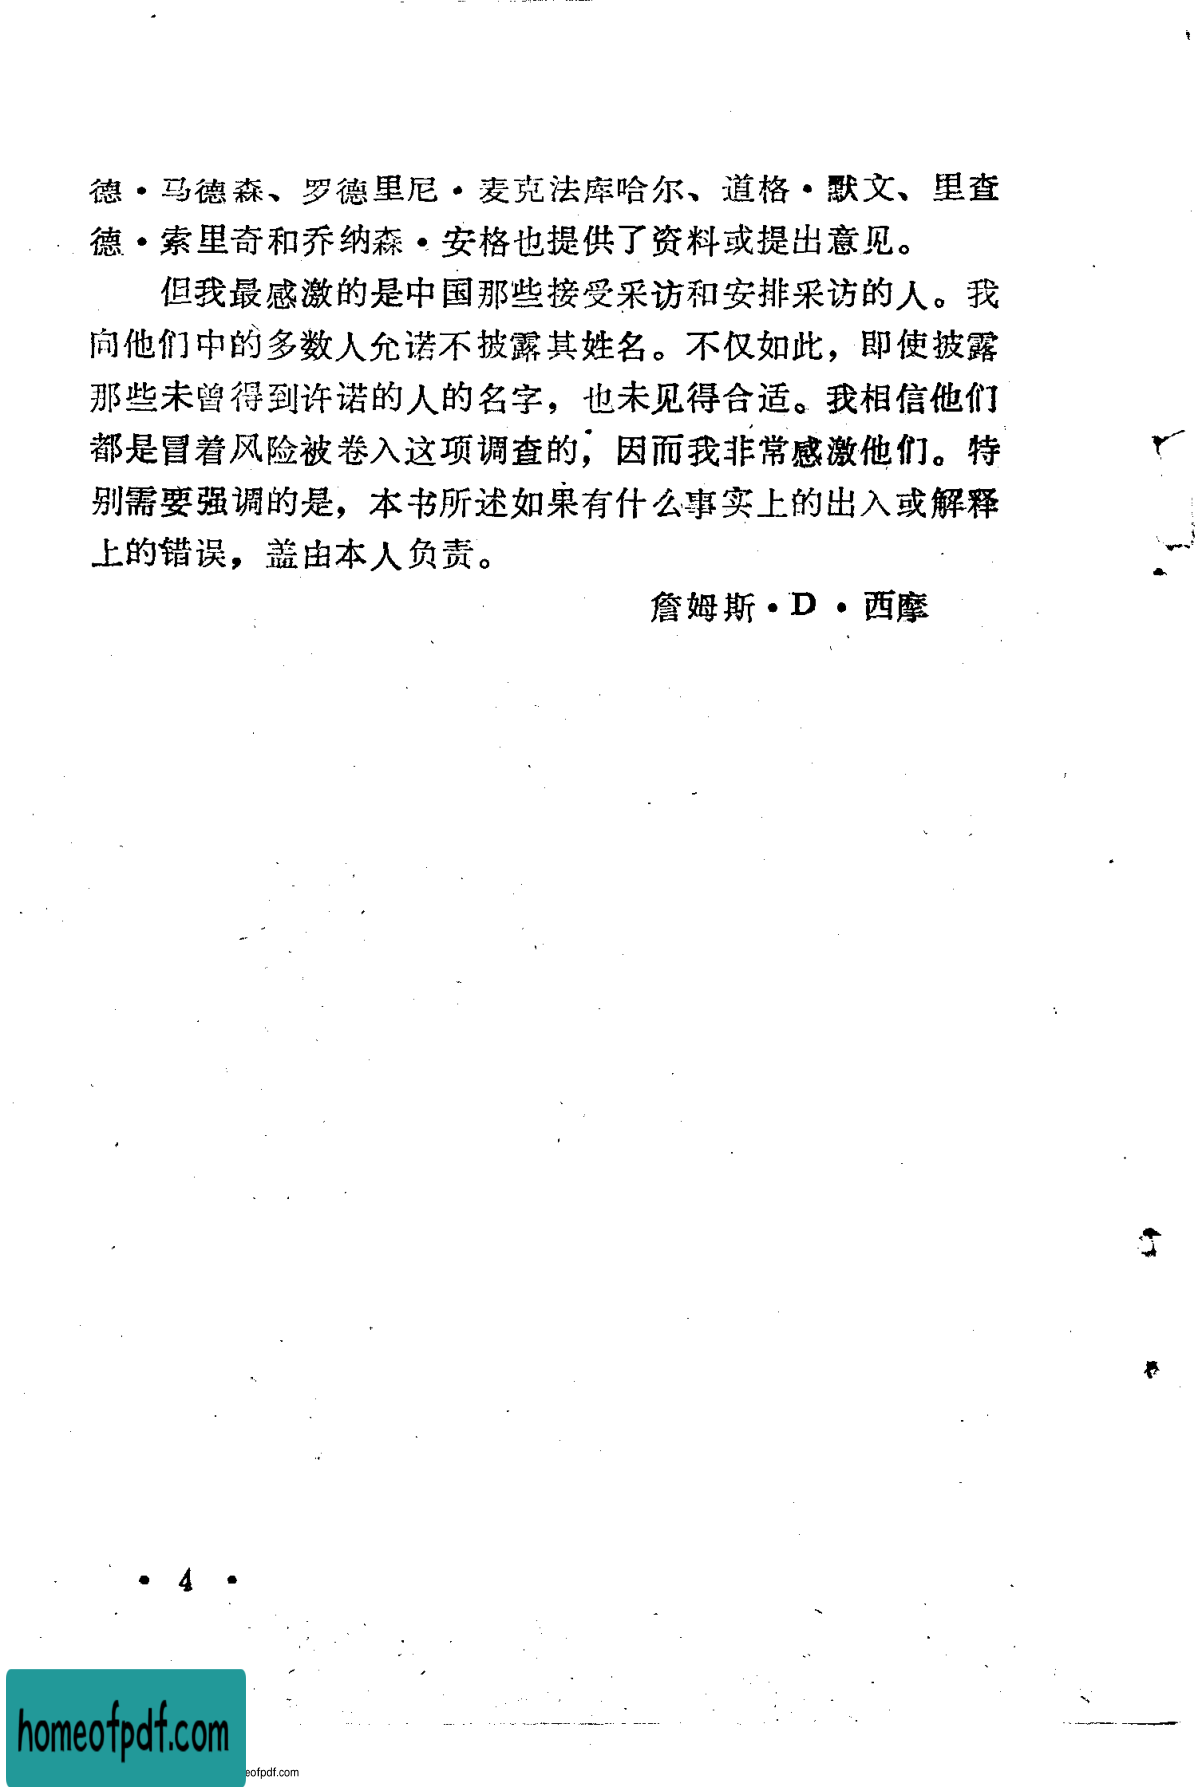 德·马德森、罗德里尼·麦克法库哈尔、道格·默文、里查
德·索里奇和乔纳森·安格也提供了资料或提出意见。
但我最感激的是中国那些接受采访和安排采访的人。我
向他们中的多数人允诺不披露其姓名。不仅如此，即使披露
那些未曾得到许诺的人的名字，也未见得合适。我相信他们
都是冒着风险被卷入这项调查的，因而我非常感激他们。特
别需要强调的是，本书所述如果有什么事实上的出入或解释
上的错误，盖由本人负责。
詹姆斯·D·西摩
· 4 ·
homeofpdf.com
eofpdf.com